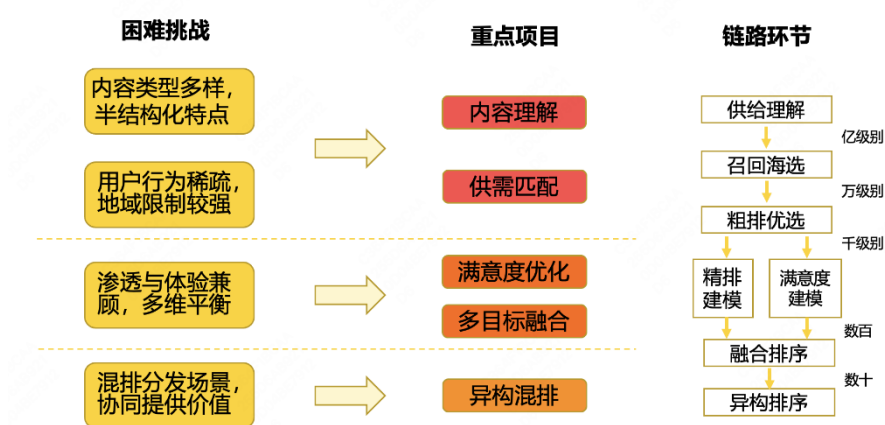 困难挑战
重点项目
链路环节
内容类型多样，
半结构化特点
用户行为稀疏，
地域限制较强
渗透与体验兼
顾，多维平衡
混排分发场景，
协同提供价值
内容理解
供需匹配
满意度优化
多目标融合
异构混排
供给理解
亿级别
召回海选
万级别
粗排优选
千级别
精排
建模
满意度
建模
数百
融合排序
数十
异构排序